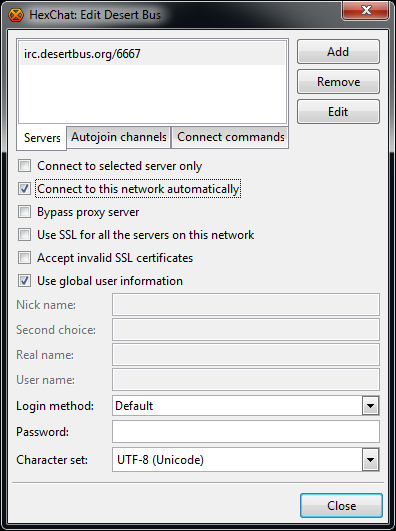 HexChat: Edit Desert Bus
irc.desertbus.org/6667
Add
Remove
Edit
Servers Autojoin channels Connect commands
Connect to selected server only
Connect to this network automatically
Bypass proxy server
Use SSL for all the servers on this network
Accept invalid SSL certificates
Use global user information
Nick name:
Second choice:
Real name:
User name:
Login method: Default
Password:
Character set: UTF-8 (Unicode)
Close